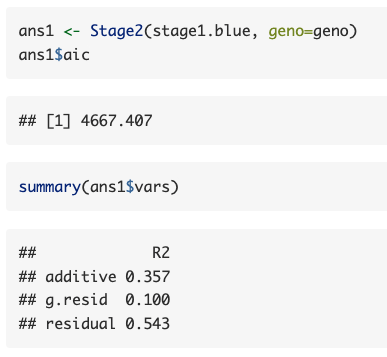 ans1 <- Stage2(stage1.blue, geno=geno)
ans1$aic
## [1] 4667.407
summary(ans1$vars)
##             R2
## additive 0.357
## g.resid  0.100
## residual 0.543